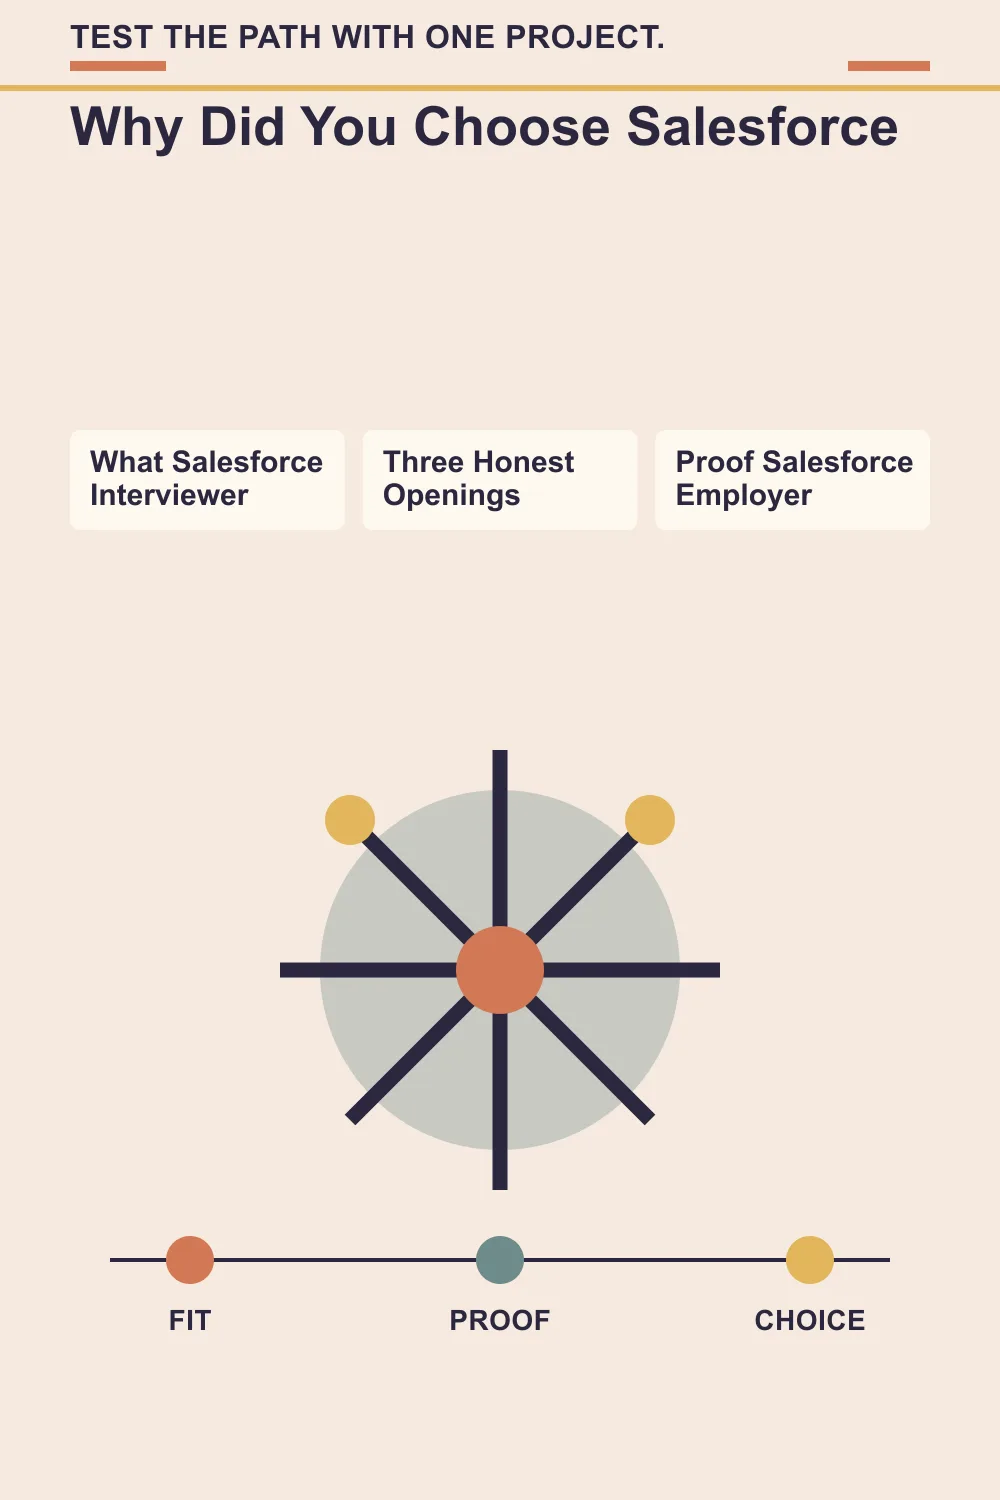 TEST THE PATH WITH ONE PROJECT.
Why Did You Choose Salesforce
What Salesforce
Interviewer
Three Honest
Openings
Proof Salesforce
Employer
FIT
PROOF
CHOICE